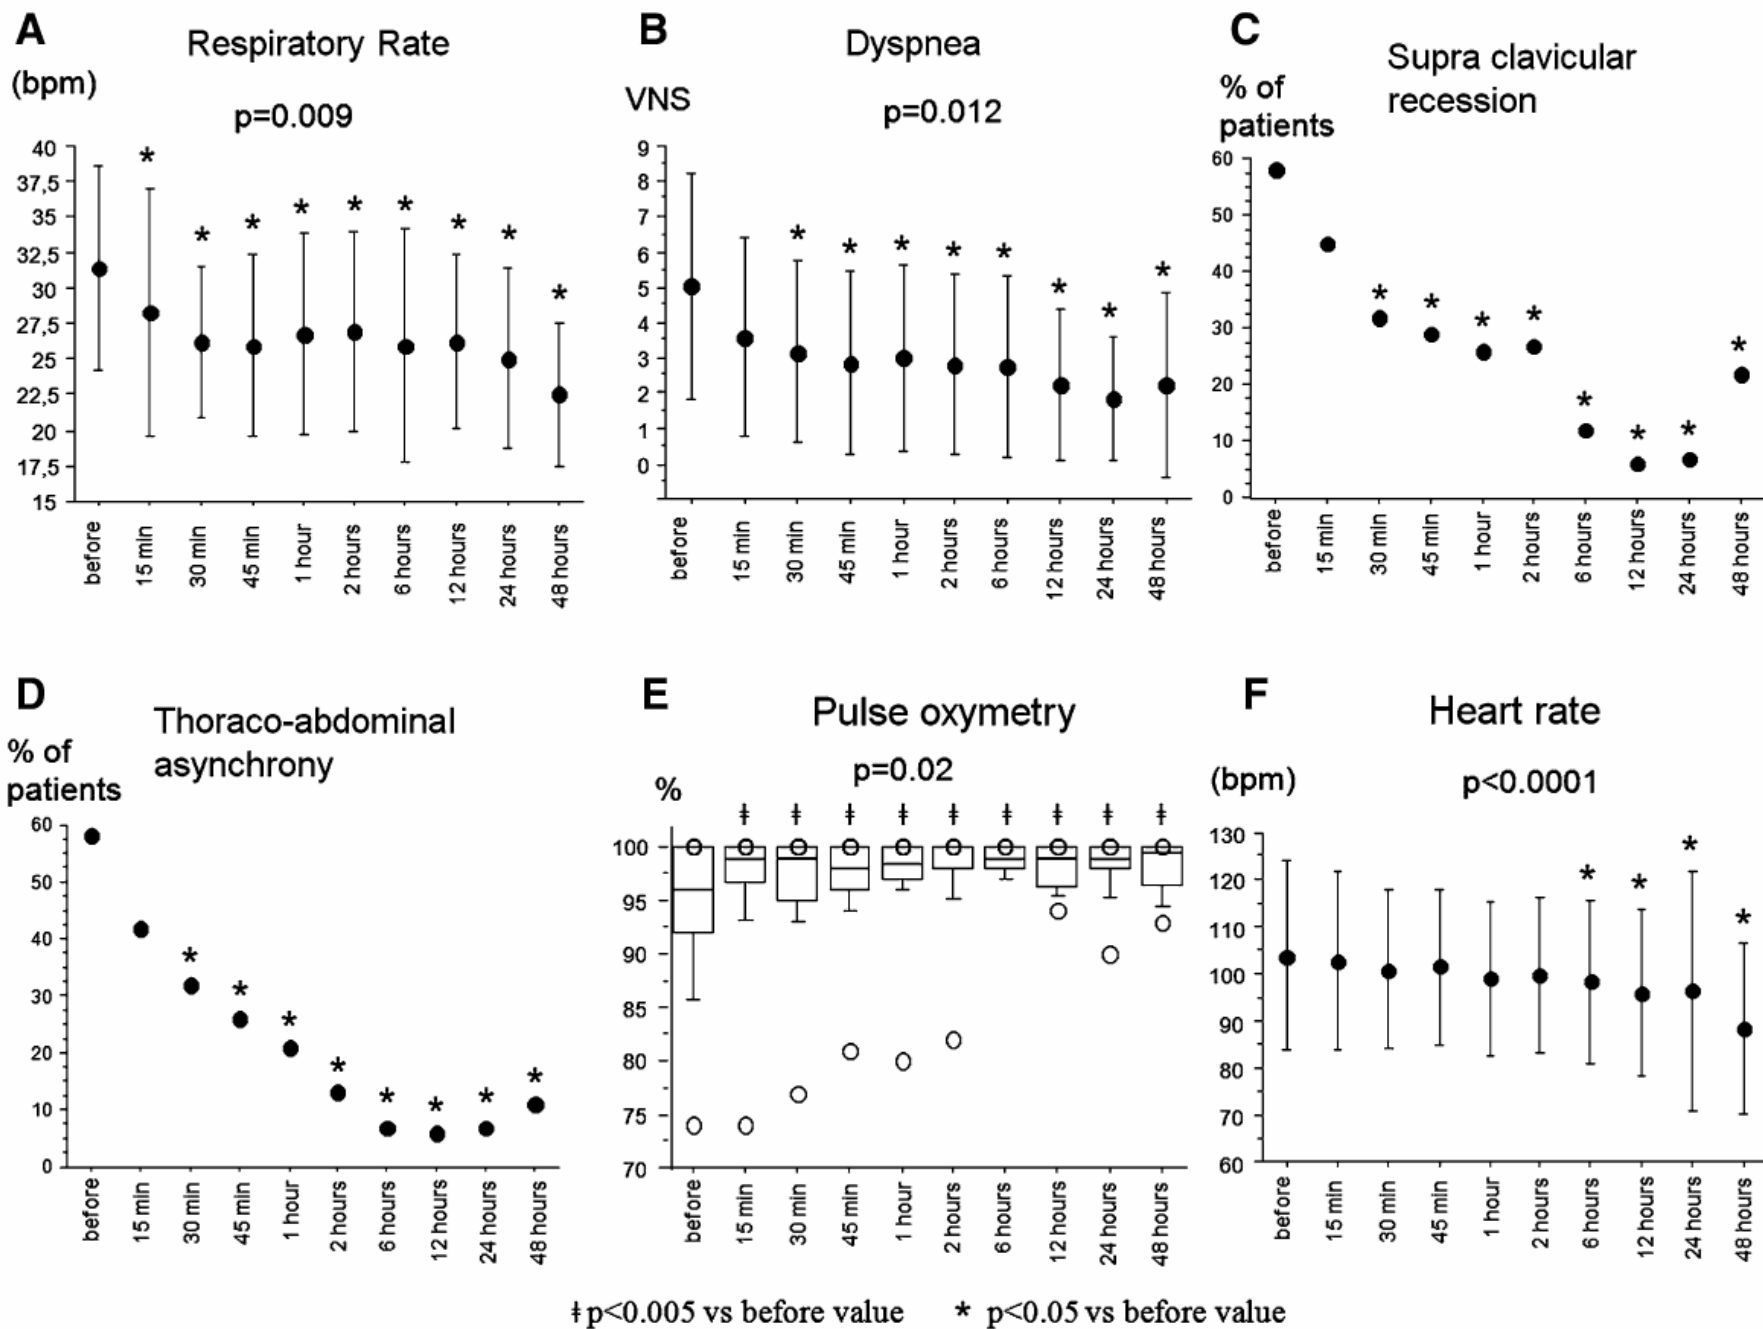 A
Respiratory Rate
(bpm)
p=0.009
40
37,5
35
32,5
30
27,5
25
22,5
20
17,5
15
before
15 min
30 min
45 min
1 hour
2 hours
6 hours
12 hours
24 hours
48 hours
* * * * * * * * *
B
Dyspnea
VNS
p=0.012
9
8
7
6
5
4
3
2
1
0
before
15 min
30 min
45 min
1 hour
2 hours
6 hours
12 hours
24 hours
48 hours
* * * * * * * *
C
Supra clavicular
recession
% of
patients
60
50
40
30
20
10
0
before
15 min
30 min
45 min
1 hour
2 hours
6 hours
12 hours
24 hours
48 hours
* * * * * * * *
D
Thoraco-abdominal
asynchrony
% of
patients
60
50
40
30
20
10
0
before
15 min
30 min
45 min
1 hour
2 hours
6 hours
12 hours
24 hours
48 hours
* * * * * * * *
E
Pulse oxymetry
p=0.02
%
ǂ ǂ ǂ ǂ ǂ ǂ ǂ ǂ ǂ
100
95
90
85
80
75
70
before
15 min
30 min
45 min
1 hour
2 hours
6 hours
12 hours
24 hours
48 hours
F
Heart rate
(bpm)
p<0.0001
130
120
110
100
90
80
70
60
before
15 min
30 min
45 min
1 hour
2 hours
6 hours
12 hours
24 hours
48 hours
* * * *
ǂ p<0.005 vs before value * p<0.05 vs before value